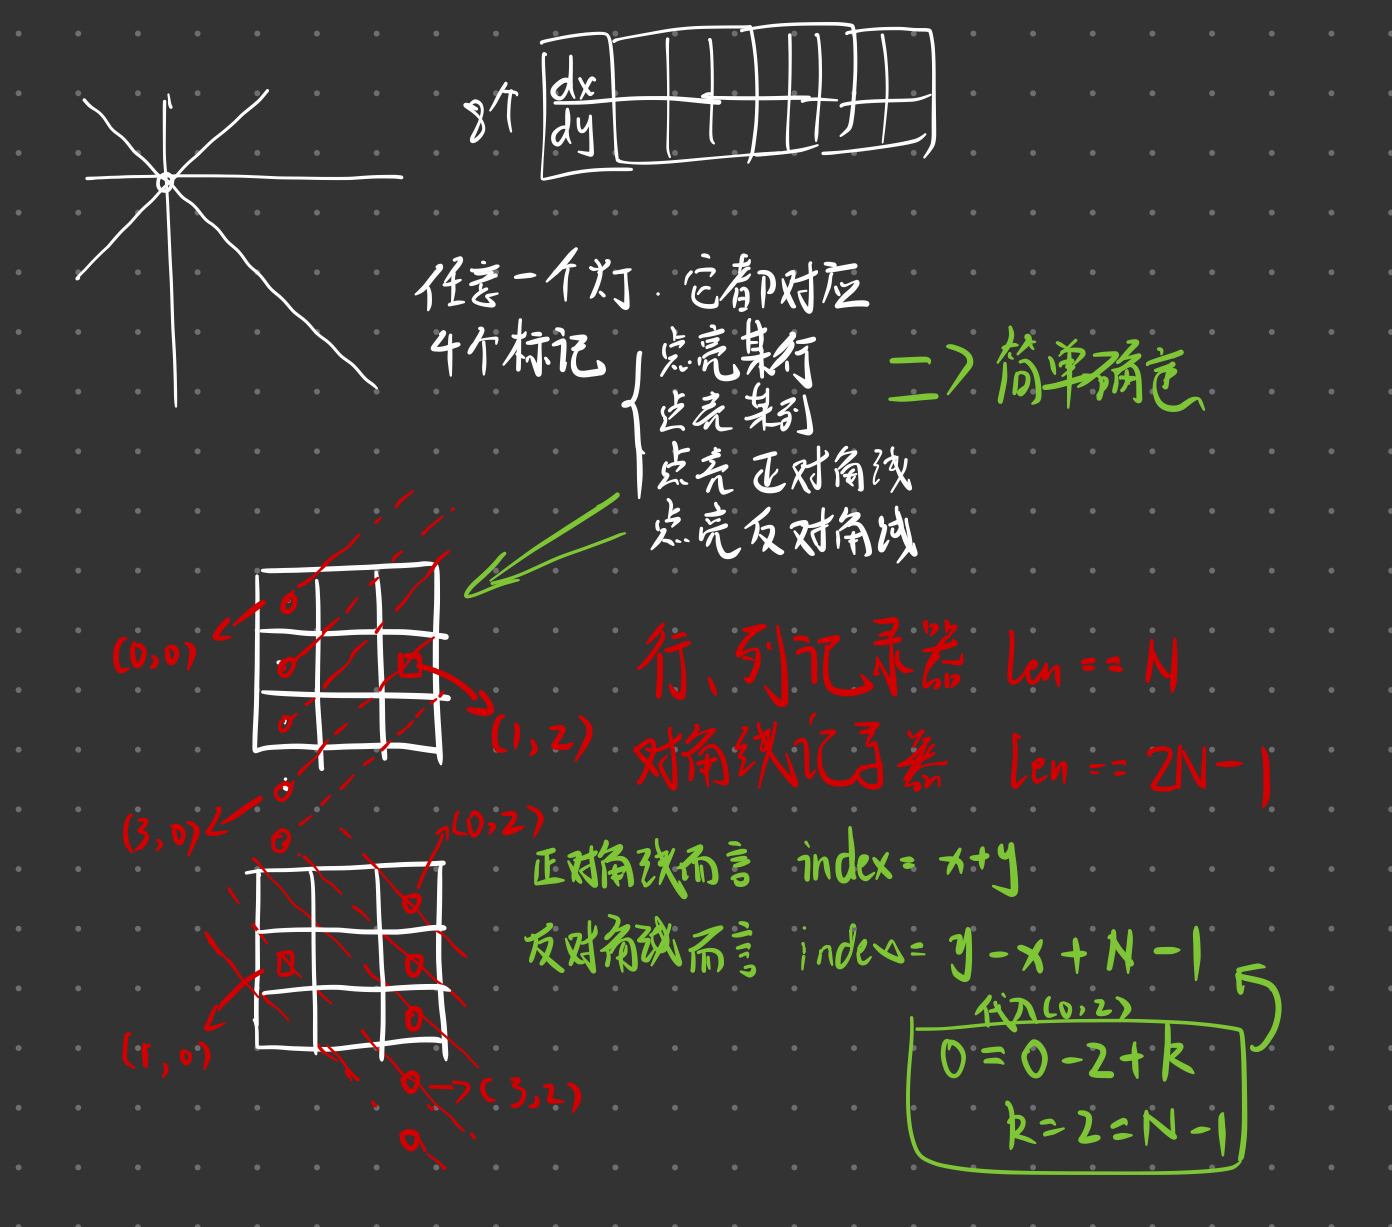 8个
dx
dy
任意一个灯.它都对应
4个标记
点亮某行
点亮某列
点亮正对角线
点亮反对角线
=> 简单确定
(0,0)
(1,2)
(3,0)
行、列记录器 len == N
对角线记录器 len == 2N-1
(0,2)
(1,0)
->(3,2)
正对角线而言 index= x+y
反对角线而言 index= y-x+N-1
代入(0,2)
0=0-2+k
k=2=N-1